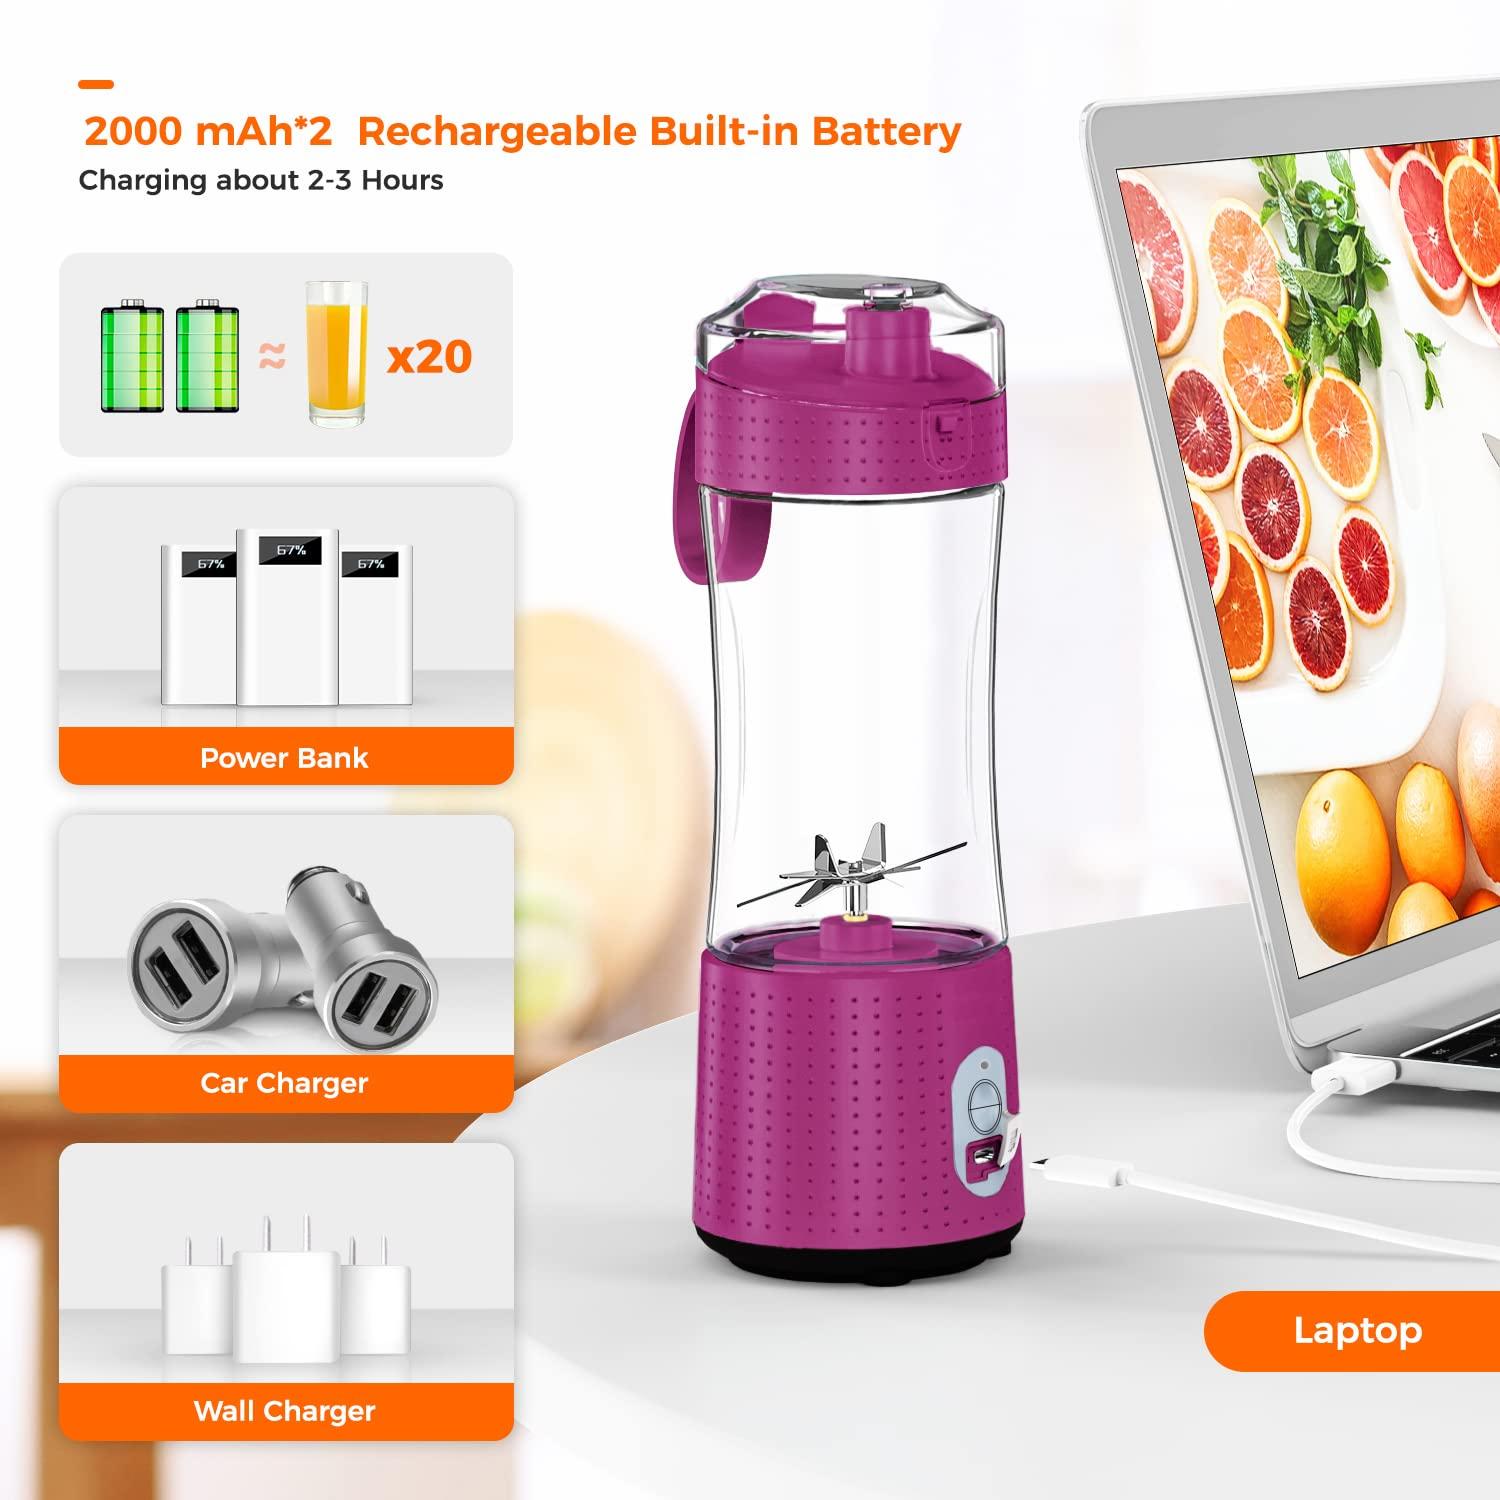 2000 mAh*2 Rechargeable Built-in Battery
Charging about 2-3 Hours
≈ x20
67% 67% 67%
Power Bank
Car Charger
Wall Charger
Laptop